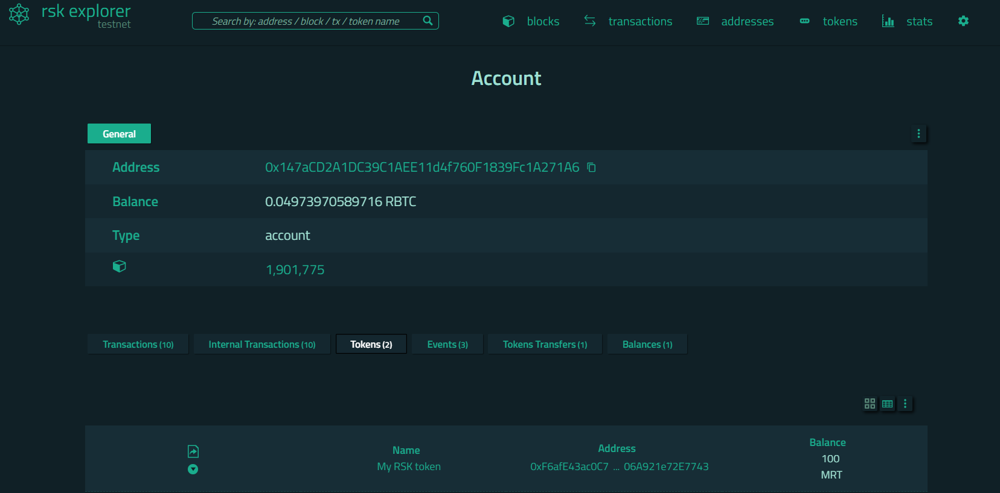 rsk explorer
testnet
Search by: address / block / tx / token name
blocks
transactions
addresses
tokens
stats
Account
General
Address 0x147aCD2A1DC39C1AEE11d4f760F1839Fc1A271A6
Balance 0.04973970589716 RBTC
Type account
1,901,775
Transactions (10)
Internal Transactions (10)
Tokens (2)
Events (3)
Tokens Transfers (1)
Balances (1)
Name
My RSK token
Address
0xF6afE43ac0C7 ... 06A921e72E7743
Balance
100
MRT